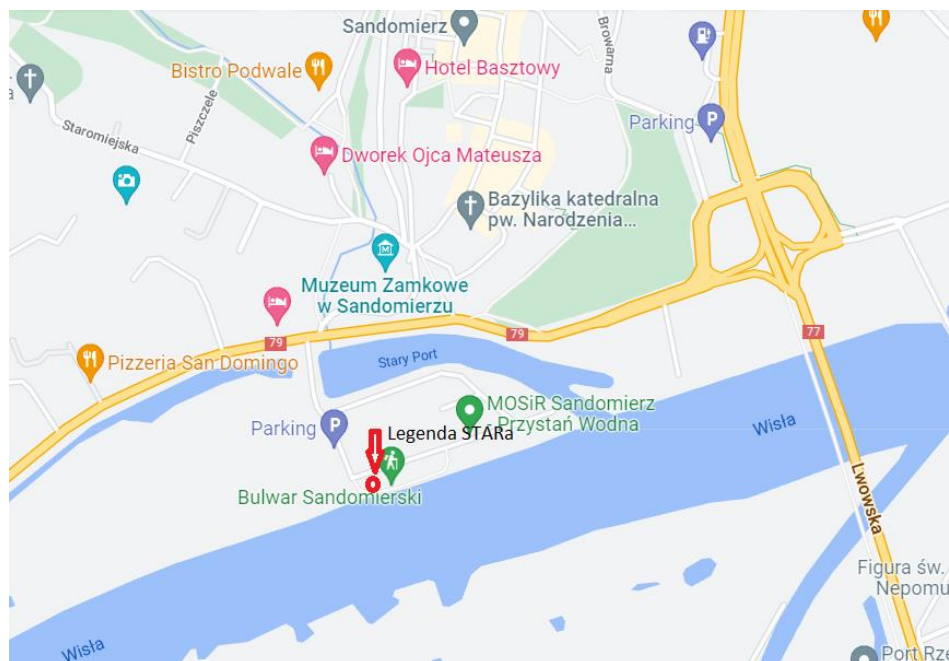 Sandomierz
Browarna
Bistro Podwale
Hotel Basztowy
Piszczele
Staromiejska
Parking
Dworek Ojca Mateusza
Bazylika katedralna
pw. Narodzenia...
Muzeum Zamkowe
w Sandomierzu
79
79
77
Pizzeria San Domingo
Stary Port
MOSiR Sandomierz
Przystań Wodna
Wisła
Parking
Legenda STARa
Bulwar Sandomierski
Lwowska
Figura św.
Nepomu
Wisła
Port Rz